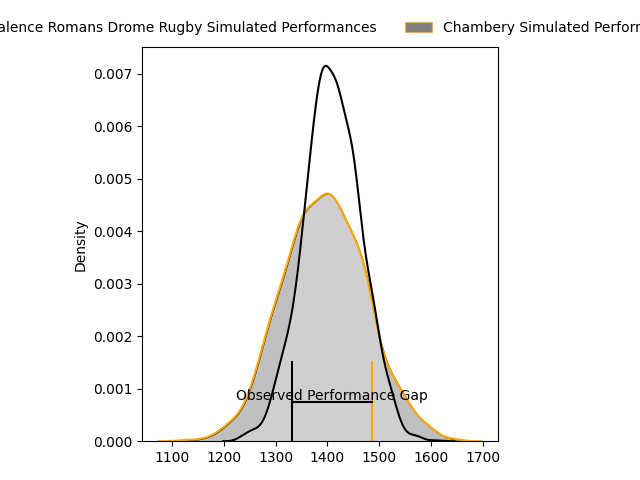 alence Romans Drome Rugby Simulated Performances
Chambery Simulated Perfor
0.007
0.006
0.005
0.004
0.003
0.002
0.001
0.000
Density
Observed Performance Gap
1100 1200 1300 1400 1500 1600 1700